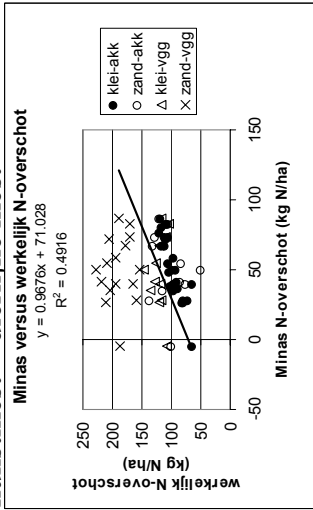 Minas versus werkelijk N-overschot
y = 0.9676x + 71.028
R² = 0.4916
werkelijk N-overschot
(kg N/ha)
250
200
150
100
50
0
-50
0
50
100
150
Minas N-overschot (kg N/ha)
klei-akk
zand-akk
klei-vgg
zand-vgg